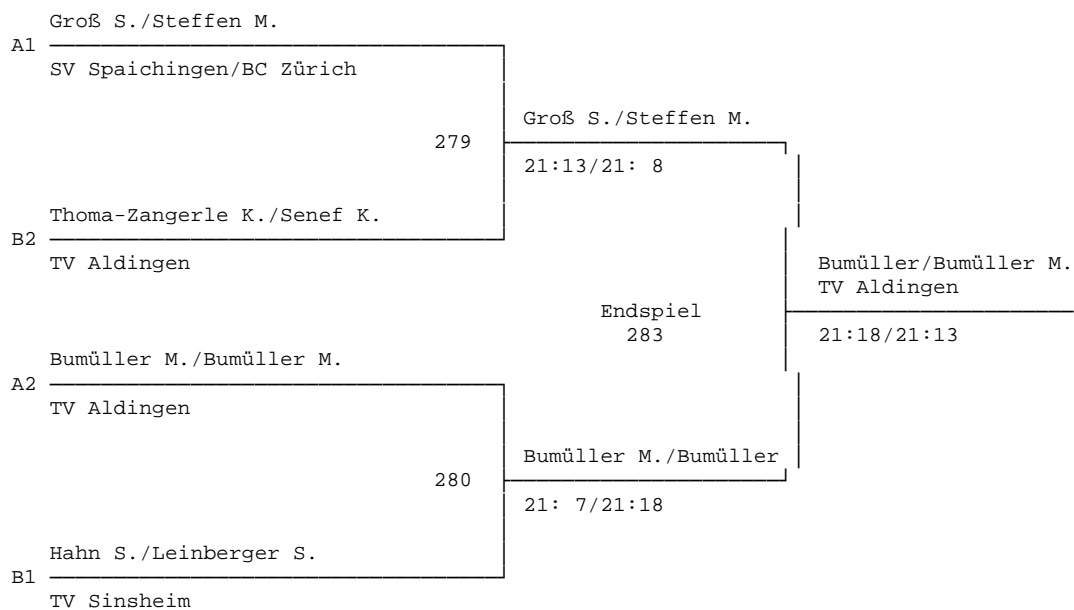 Groß S./Steffen M.
A1
SV Spaichingen/BC Zürich
Groß S./Steffen M.
279
21:13/21: 8
Thoma-Zangerle K./Senef K.
B2
TV Aldingen
Bumüller/Bumüller M.
TV Aldingen
Endspiel
283
21:18/21:13
Bumüller M./Bumüller M.
A2
TV Aldingen
Bumüller M./Bumüller
280
21: 7/21:18
Hahn S./Leinberger S.
B1
TV Sinsheim